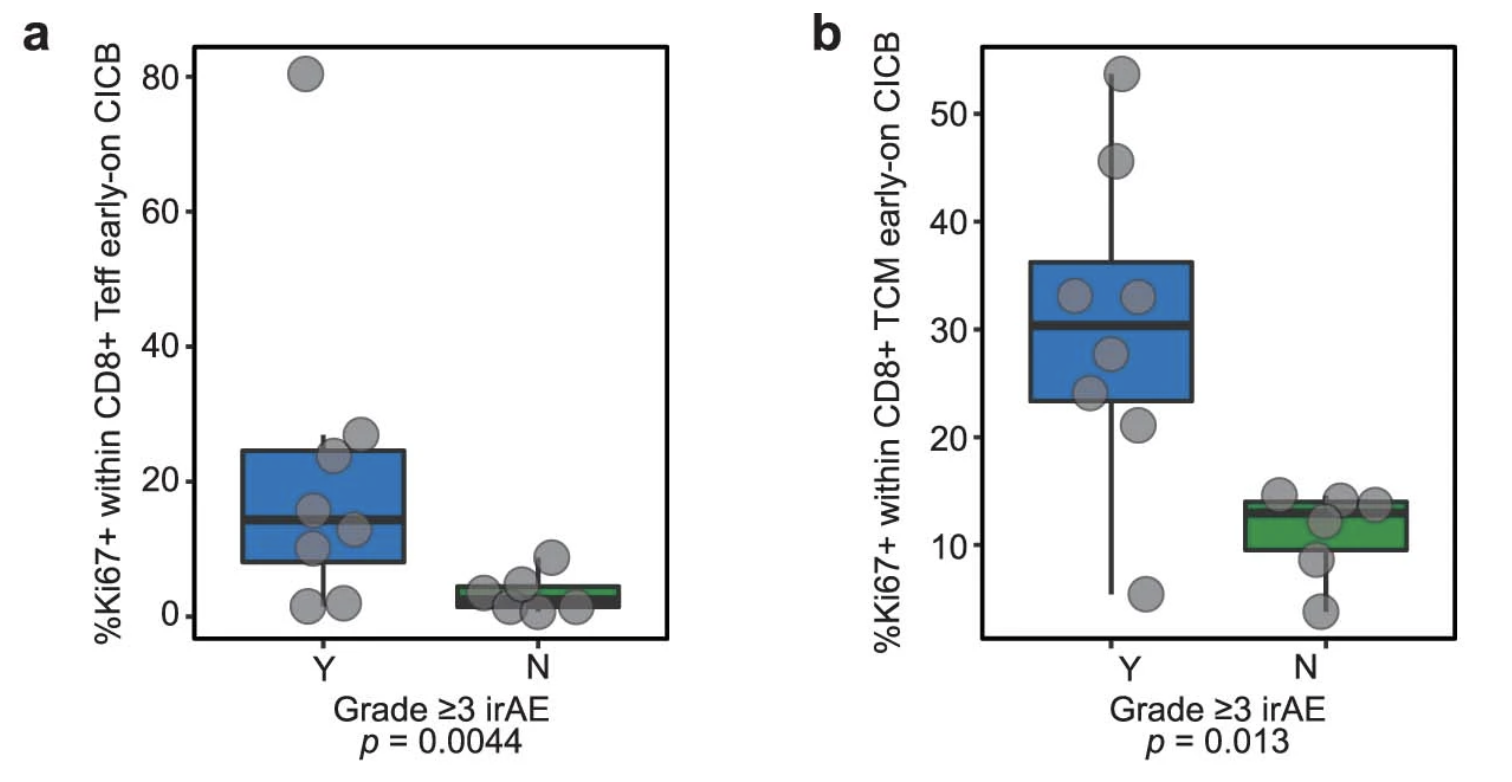 a
%Ki67+ within CD8+ Teff early-on CICB
80
60
40
20
0
Y N
Grade ≥3 irAE
p = 0.0044
b
%Ki67+ within CD8+ TCM early-on CICB
50
40
30
20
10
Y N
Grade ≥3 irAE
p = 0.013